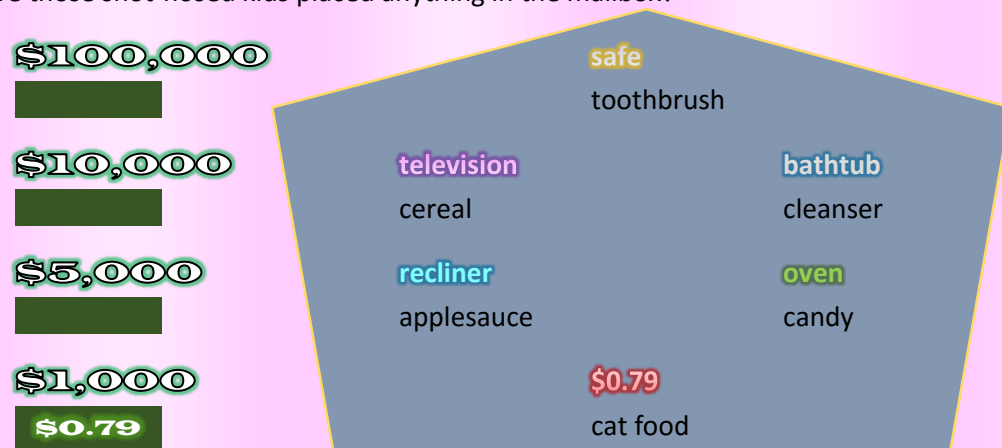 $100,000
safe
toothbrush
$10,000
television
bathtub
cereal
cleanser
$5,000
recliner
oven
applesauce
candy
$1,000
$0.79
$0.79
cat food